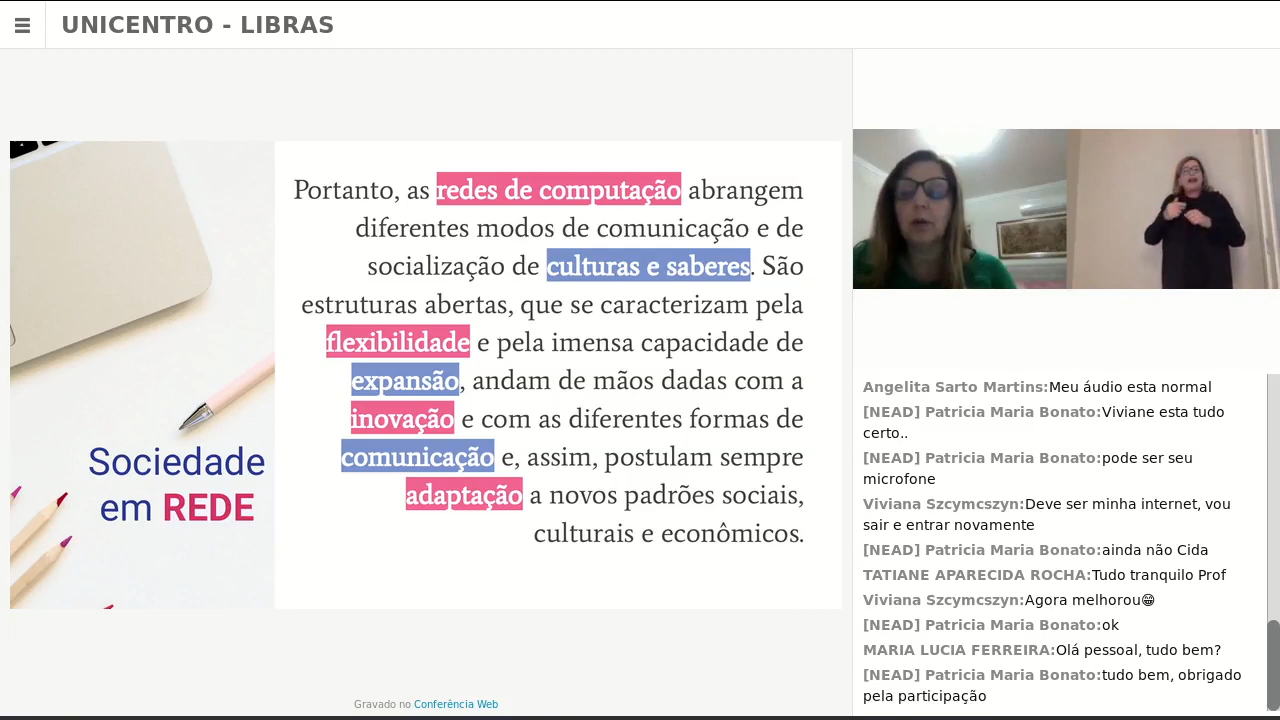 UNICENTRO - LIBRAS
Portanto, as redes de computação abrangem
diferentes modos de comunicação e de
socialização de culturas e saberes. São
estruturas abertas, que se caracterizam pela
flexibilidade e pela imensa capacidade de
expansão, andam de mãos dadas com a
inovação e com as diferentes formas de
comunicação e, assim, postulam sempre
adaptação a novos padrões sociais,
culturais e econômicos.
Sociedade
em REDE
Angelita Sarto Martins:Meu áudio esta normal
[NEAD] Patricia Maria Bonato:Viviane esta tudo
certo..
[NEAD] Patricia Maria Bonato:pode ser seu
microfone
Viviana Szcymcszyn:Deve ser minha internet, vou
sair e entrar novamente
[NEAD] Patricia Maria Bonato:ainda não Cida
TATIANE APARECIDA ROCHA:Tudo tranquilo Prof
Viviana Szcymcszyn:Agora melhorou😁
[NEAD] Patricia Maria Bonato:ok
MARIA LUCIA FERREIRA:Olá pessoal, tudo bem?
[NEAD] Patricia Maria Bonato:tudo bem, obrigado
pela participação
Gravado no Conferência Web